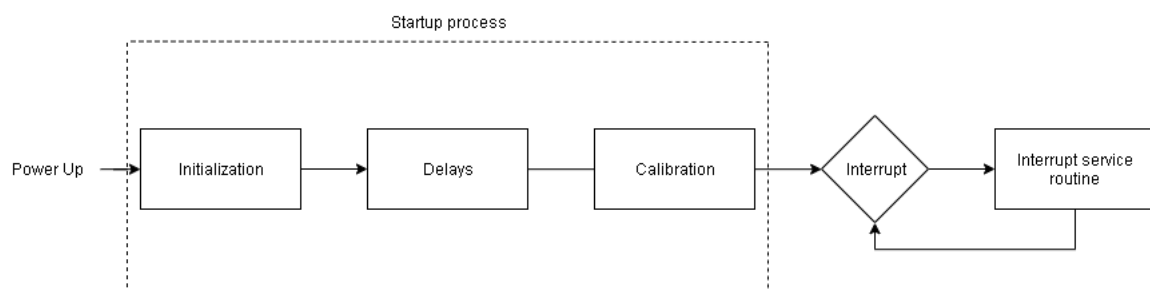 Startup process
Power Up
Initialization
Delays
Calibration
Interrupt
Interrupt service
routine